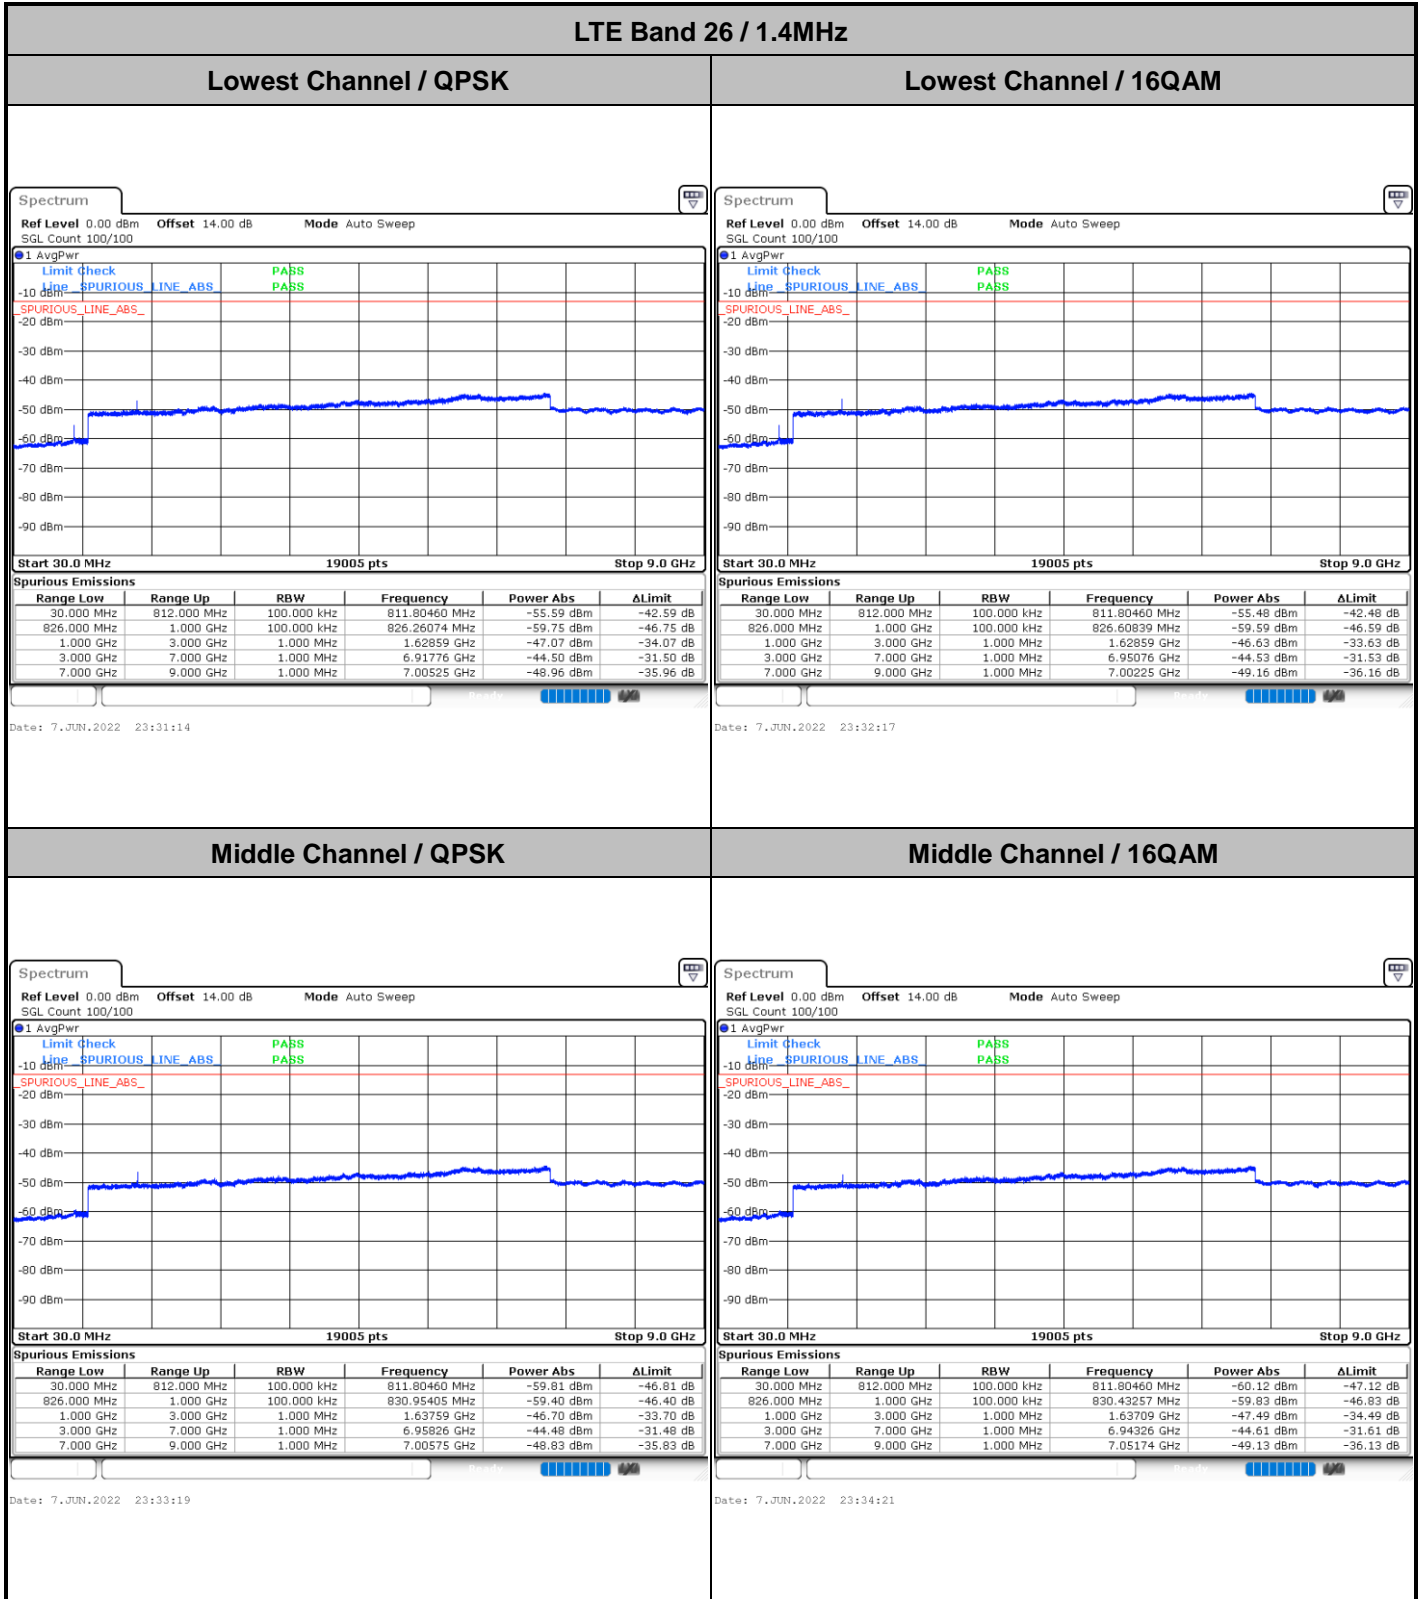 LTE Band 26 / 1.4MHz
Lowest Channel / QPSK
Lowest Channel / 16QAM
Spectrum
Ref Level 0.00 dBm Offset 14.00 dB Mode Auto Sweep
SGL Count 100/100
1 AvgPwr
Limit Check PASS
Line _SPURIOUS_LINE_ABS_ PASS
-10 dBm
_SPURIOUS_LINE_ABS_
-20 dBm
-30 dBm
-40 dBm
-50 dBm
-60 dBm
-70 dBm
-80 dBm
-90 dBm
Start 30.0 MHz 19005 pts Stop 9.0 GHz
Spurious Emissions
Range Low Range Up RBW Frequency Power Abs ΔLimit
30.000 MHz 812.000 MHz 100.000 kHz 811.80460 MHz -55.59 dBm -42.59 dB
826.000 MHz 1.000 GHz 100.000 kHz 826.26074 MHz -59.75 dBm -46.75 dB
1.000 GHz 3.000 GHz 1.000 MHz 1.62859 GHz -47.07 dBm -34.07 dB
3.000 GHz 7.000 GHz 1.000 MHz 6.91776 GHz -44.50 dBm -31.50 dB
7.000 GHz 9.000 GHz 1.000 MHz 7.00525 GHz -48.96 dBm -35.96 dB
Ready
Date: 7.JUN.2022 23:31:14
Spectrum
Ref Level 0.00 dBm Offset 14.00 dB Mode Auto Sweep
SGL Count 100/100
1 AvgPwr
Limit Check PASS
Line _SPURIOUS_LINE_ABS_ PASS
-10 dBm
_SPURIOUS_LINE_ABS_
-20 dBm
-30 dBm
-40 dBm
-50 dBm
-60 dBm
-70 dBm
-80 dBm
-90 dBm
Start 30.0 MHz 19005 pts Stop 9.0 GHz
Spurious Emissions
Range Low Range Up RBW Frequency Power Abs ΔLimit
30.000 MHz 812.000 MHz 100.000 kHz 811.80460 MHz -55.48 dBm -42.48 dB
826.000 MHz 1.000 GHz 100.000 kHz 826.60839 MHz -59.59 dBm -46.59 dB
1.000 GHz 3.000 GHz 1.000 MHz 1.62859 GHz -46.63 dBm -33.63 dB
3.000 GHz 7.000 GHz 1.000 MHz 6.95076 GHz -44.53 dBm -31.53 dB
7.000 GHz 9.000 GHz 1.000 MHz 7.00225 GHz -49.16 dBm -36.16 dB
Ready
Date: 7.JUN.2022 23:32:17
Middle Channel / QPSK
Middle Channel / 16QAM
Spectrum
Ref Level 0.00 dBm Offset 14.00 dB Mode Auto Sweep
SGL Count 100/100
1 AvgPwr
Limit Check PASS
Line _SPURIOUS_LINE_ABS_ PASS
-10 dBm
_SPURIOUS_LINE_ABS_
-20 dBm
-30 dBm
-40 dBm
-50 dBm
-60 dBm
-70 dBm
-80 dBm
-90 dBm
Start 30.0 MHz 19005 pts Stop 9.0 GHz
Spurious Emissions
Range Low Range Up RBW Frequency Power Abs ΔLimit
30.000 MHz 812.000 MHz 100.000 kHz 811.80460 MHz -59.81 dBm -46.81 dB
826.000 MHz 1.000 GHz 100.000 kHz 830.95405 MHz -59.40 dBm -46.40 dB
1.000 GHz 3.000 GHz 1.000 MHz 1.63759 GHz -46.70 dBm -33.70 dB
3.000 GHz 7.000 GHz 1.000 MHz 6.95826 GHz -44.48 dBm -31.48 dB
7.000 GHz 9.000 GHz 1.000 MHz 7.00575 GHz -48.83 dBm -35.83 dB
Ready
Date: 7.JUN.2022 23:33:19
Spectrum
Ref Level 0.00 dBm Offset 14.00 dB Mode Auto Sweep
SGL Count 100/100
1 AvgPwr
Limit Check PASS
Line _SPURIOUS_LINE_ABS_ PASS
-10 dBm
_SPURIOUS_LINE_ABS_
-20 dBm
-30 dBm
-40 dBm
-50 dBm
-60 dBm
-70 dBm
-80 dBm
-90 dBm
Start 30.0 MHz 19005 pts Stop 9.0 GHz
Spurious Emissions
Range Low Range Up RBW Frequency Power Abs ΔLimit
30.000 MHz 812.000 MHz 100.000 kHz 811.80460 MHz -60.12 dBm -47.12 dB
826.000 MHz 1.000 GHz 100.000 kHz 830.43257 MHz -59.83 dBm -46.83 dB
1.000 GHz 3.000 GHz 1.000 MHz 1.63709 GHz -47.49 dBm -34.49 dB
3.000 GHz 7.000 GHz 1.000 MHz 6.94326 GHz -44.61 dBm -31.61 dB
7.000 GHz 9.000 GHz 1.000 MHz 7.05174 GHz -49.13 dBm -36.13 dB
Ready
Date: 7.JUN.2022 23:34:21